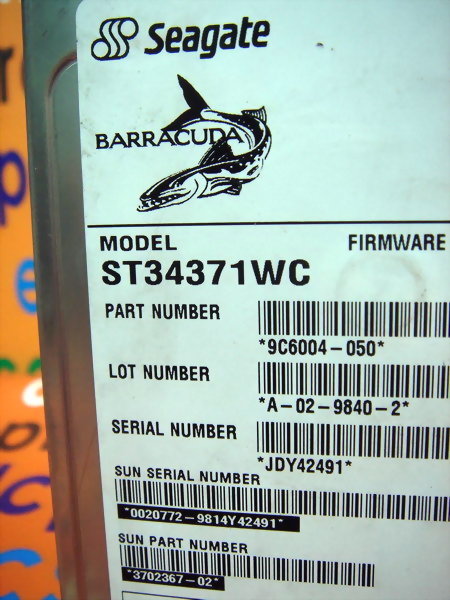 Seagate
BARRACUDA
MODEL FIRMWARE
ST34371WC
PART NUMBER
*9C6004-050*
LOT NUMBER
*A-02-9840-2*
SERIAL NUMBER
*JDY42491*
SUN SERIAL NUMBER
*0020772-9814Y42491*
SUN PART NUMBER
*3702367-02*